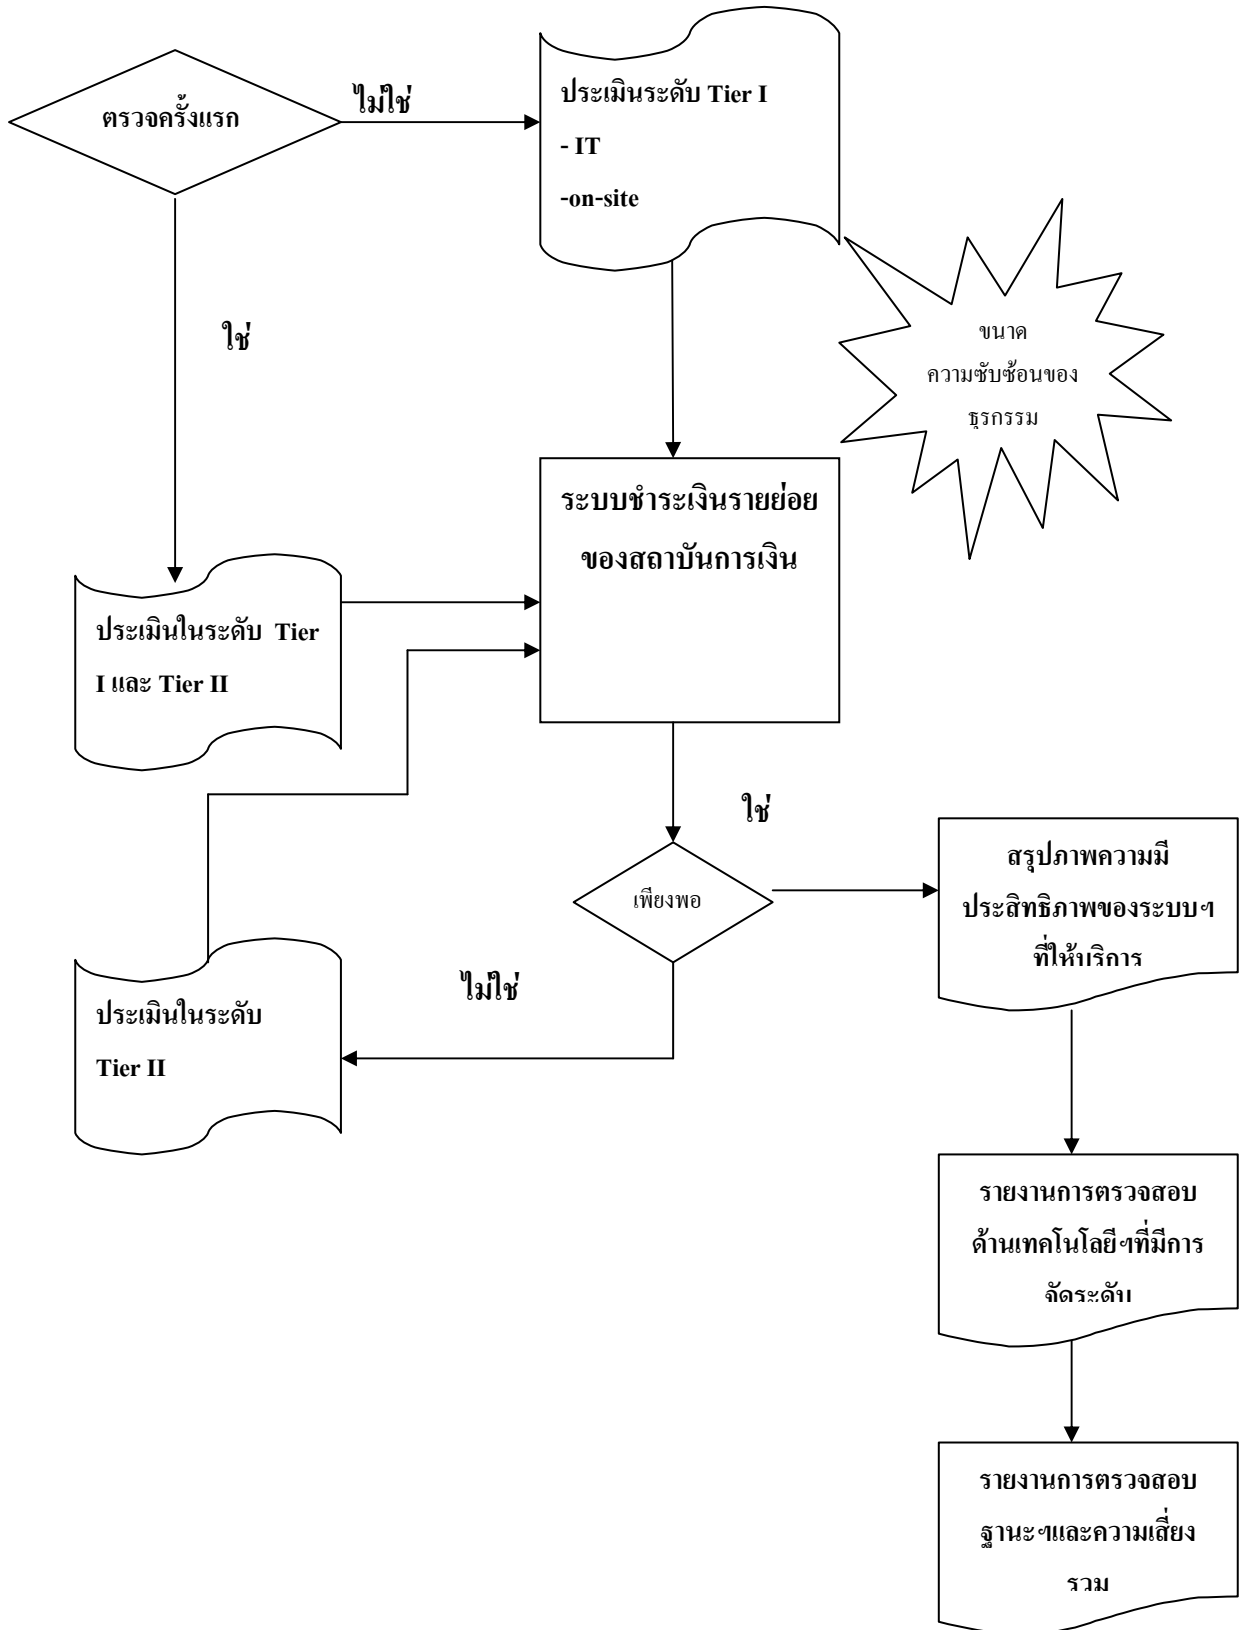 ตรวจครั้งแรก
ไม่ใช่
ประเมินระดับ Tier I
- IT
-on-site
ใช่
ขนาด
ความซับซ้อนของ
ธุรกรรม
ระบบชำระเงินรายย่อย
ของสถาบันการเงิน
ประเมินในระดับ Tier
I และ Tier II
ใช่
เพียงพอ
สรุปภาพความมี
ประสิทธิภาพของระบบฯ
ที่ให้บริการ
ไม่ใช่
ประเมินในระดับ
Tier II
รายงานการตรวจสอบ
ด้านเทคโนโลยีฯที่มีการ
จัดระดับ
รายงานการตรวจสอบ
ฐานะฯและความเสี่ยง
รวม